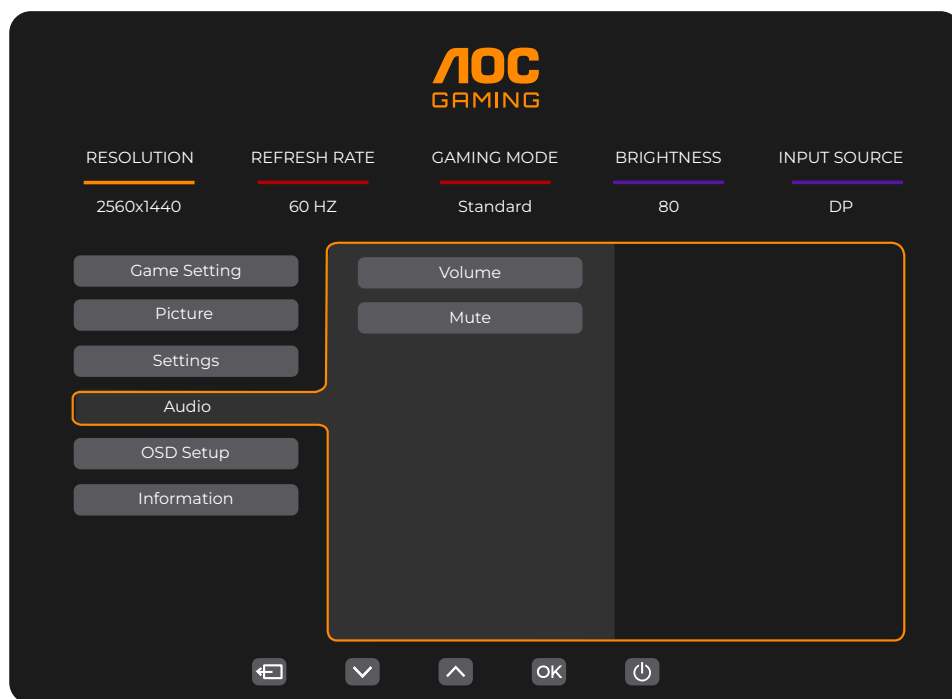 AOC
GAMING
RESOLUTION REFRESH RATE GAMING MODE BRIGHTNESS INPUT SOURCE
2560x1440 60 HZ Standard 80 DP
Game Setting Volume
Picture Mute
Settings
Audio
OSD Setup
Information
OK